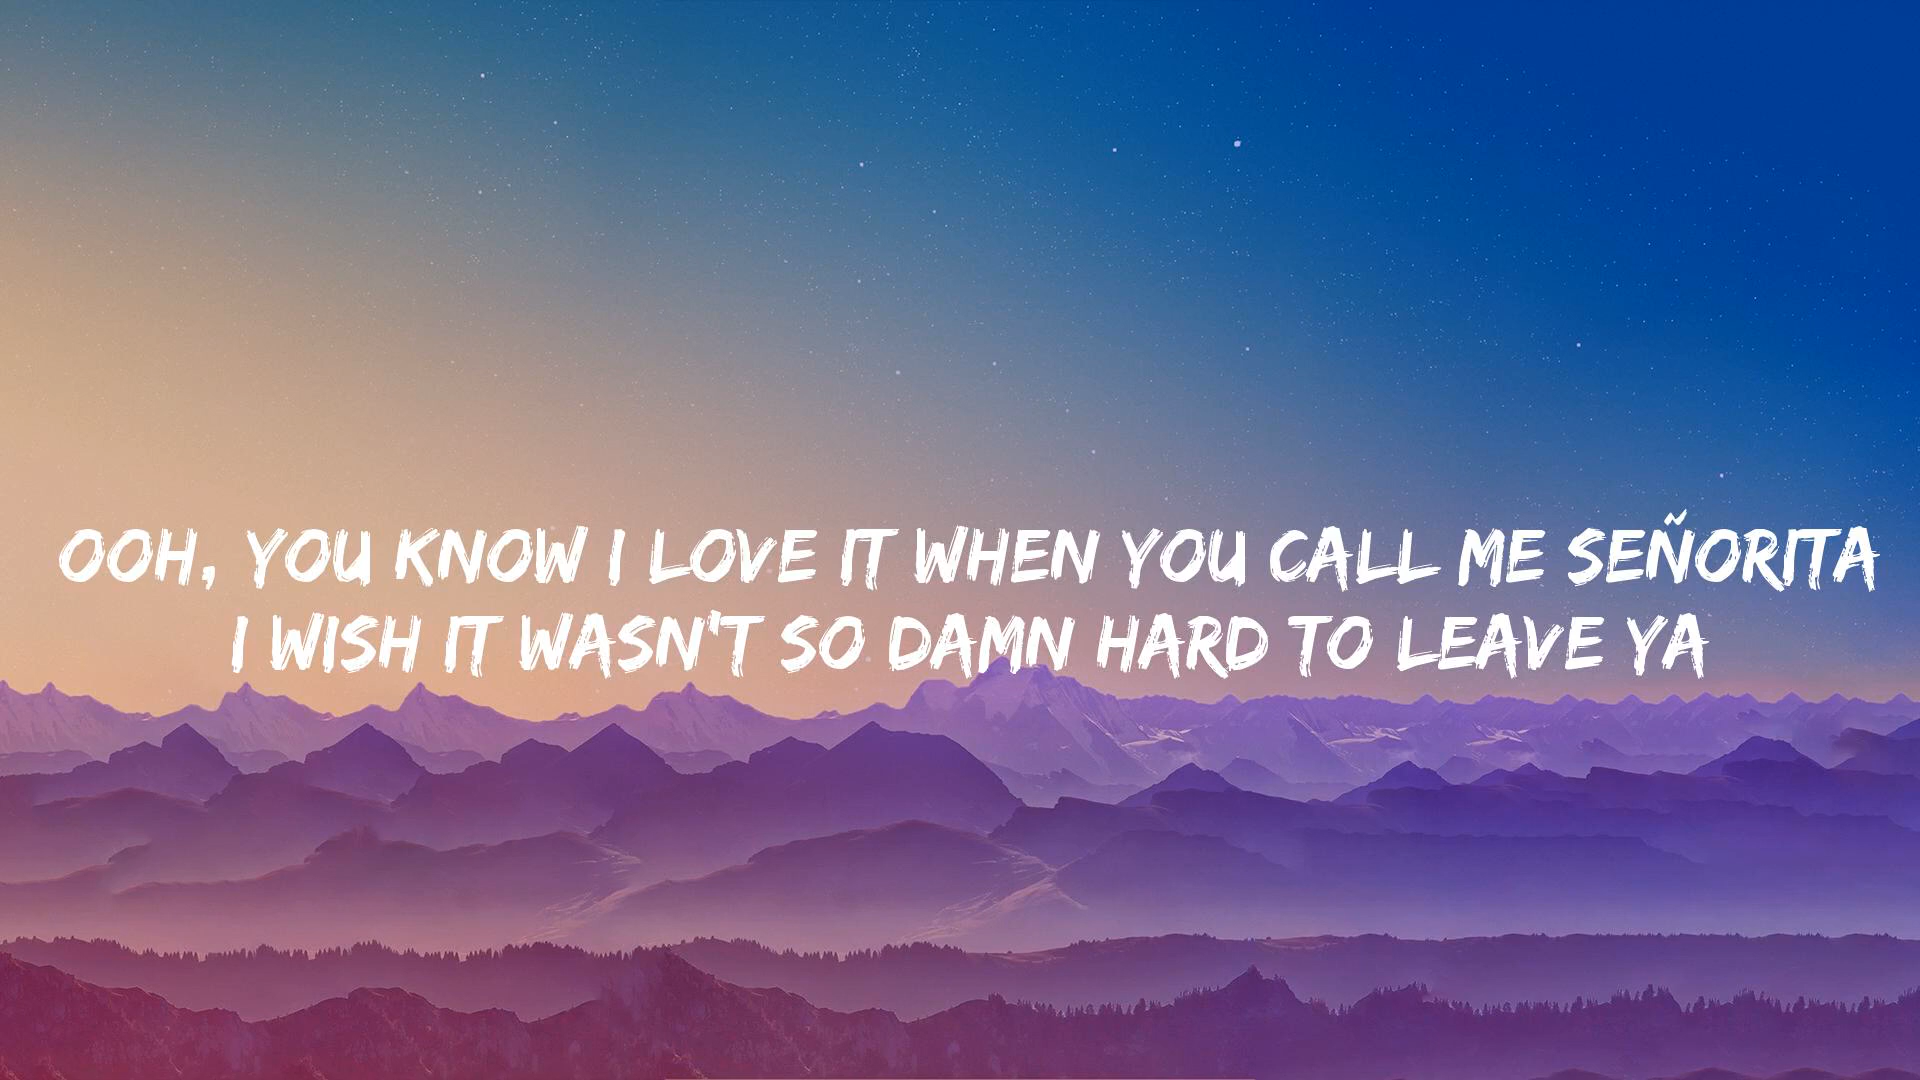 OOH, YOU KNOW I LOVE IT WHEN YOU CALL ME SEÑORITA
I WISH IT WASN'T SO DAMN HARD TO LEAVE YA